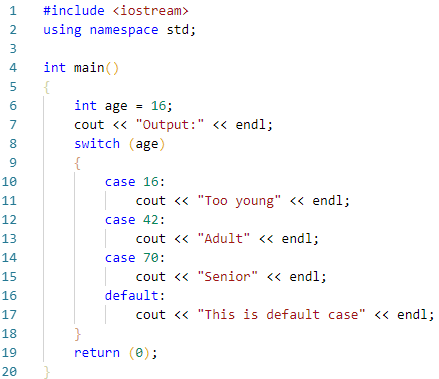 1 #include <iostream>
2 using namespace std;
3
4 int main()
5 {
6     int age = 16;
7     cout << "Output:" << endl;
8     switch (age)
9     {
10         case 16:
11             cout << "Too young" << endl;
12         case 42:
13             cout << "Adult" << endl;
14         case 70:
15             cout << "Senior" << endl;
16         default:
17             cout << "This is default case" << endl;
18     }
19     return (0);
20 }